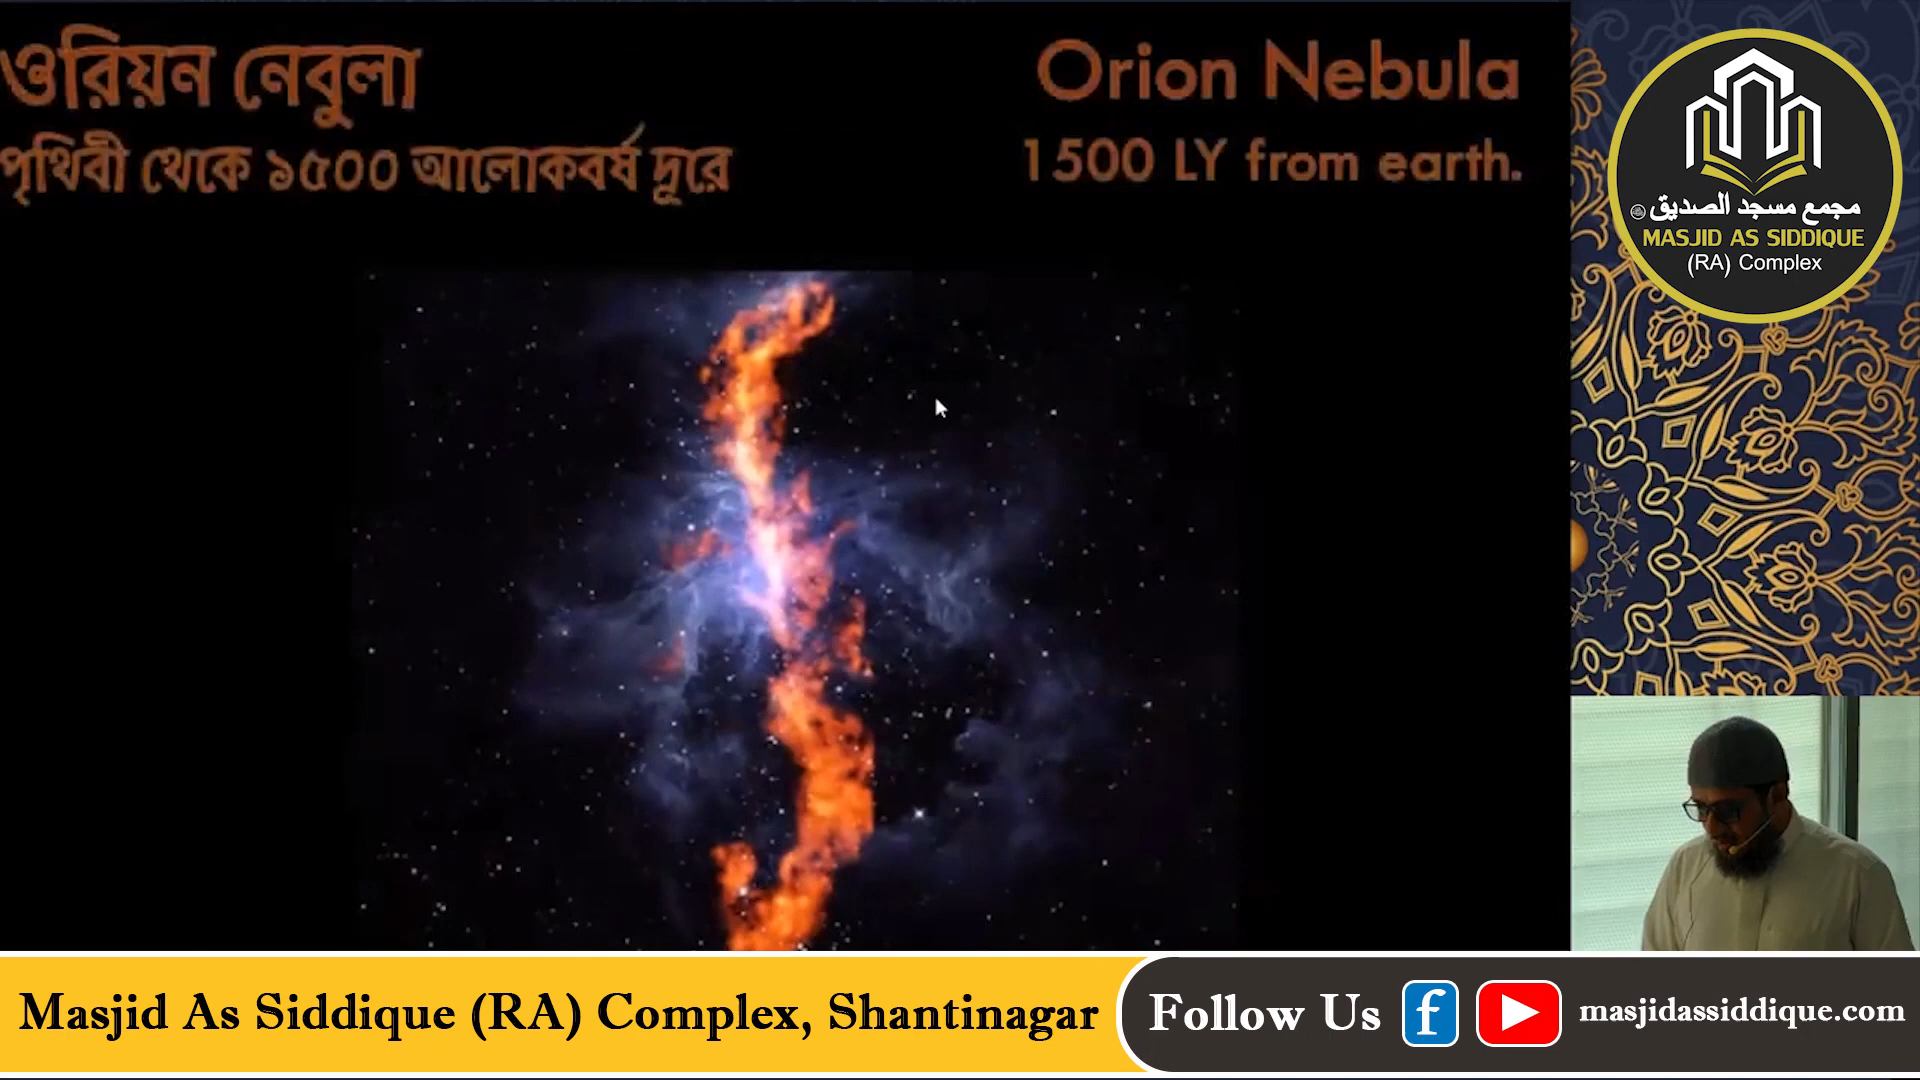 ওরিয়ন নেবুলা
পৃথিবী থেকে ১৫০০ আলোকবর্ষ দূরে
Orion Nebula
1500 LY from earth.
مجمع مسجد الصديق
MASJID AS SIDDIQUE
(RA) Complex
Masjid As Siddique (RA) Complex, Shantinagar
Follow Us
masjidassiddique.com